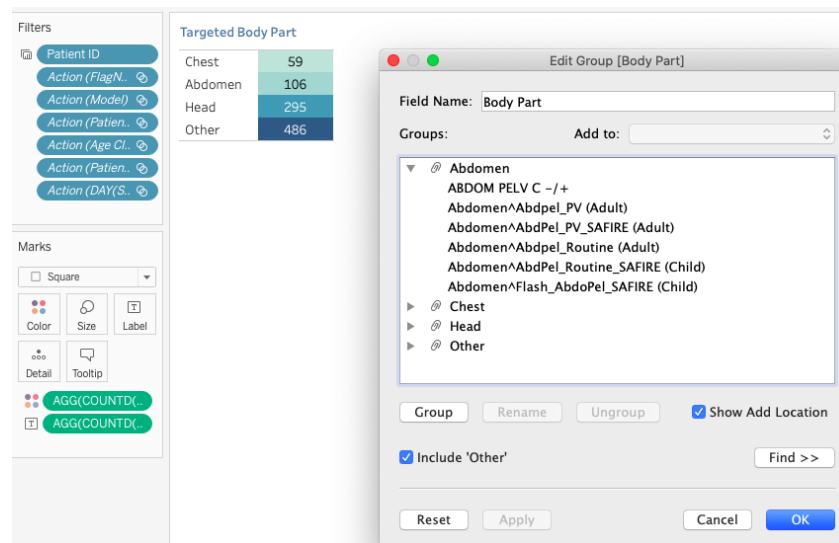 Filters
Patient ID
Action (FlagN..
Action (Model)
Action (Patien..
Action (Age Cl..
Action (Patien..
Action (DAY(S..
Marks
Square
Color Size Label
Detail Tooltip
AGG(COUNTD(..
AGG(COUNTD(..
Targeted Body Part
Chest 59
Abdomen 106
Head 295
Other 486
Edit Group [Body Part]
Field Name: Body Part
Groups: Add to:
Abdomen
ABDOM PELV C -/+
Abdomen^Abdpel_PV (Adult)
Abdomen^AbdPel_PV_SAFIRE (Adult)
Abdomen^Abdpel_Routine (Adult)
Abdomen^AbdPel_Routine_SAFIRE (Child)
Abdomen^Flash_AbdoPel_SAFIRE (Child)
Chest
Head
Other
Group Rename Ungroup Show Add Location
Include 'Other' Find >>
Reset Apply Cancel OK